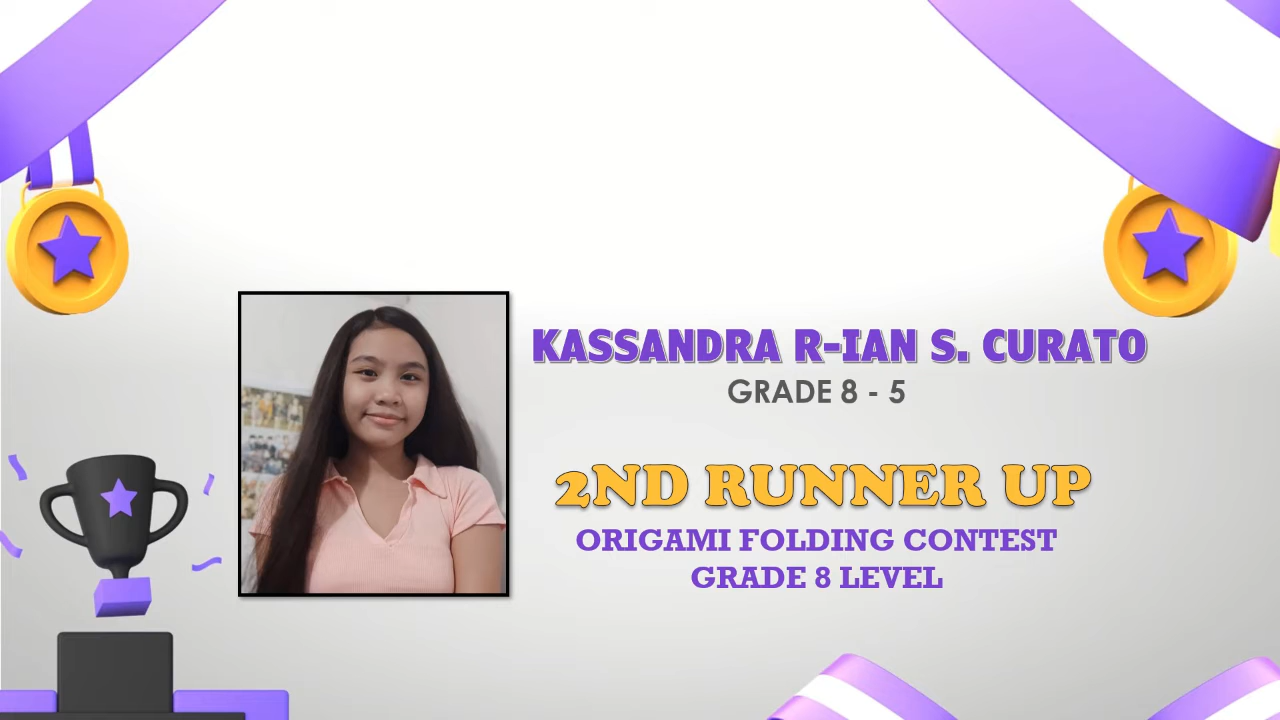 KASSANDRA R-IAN S. CURATO
GRADE 8 - 5
2ND RUNNER UP
ORIGAMI FOLDING CONTEST
GRADE 8 LEVEL